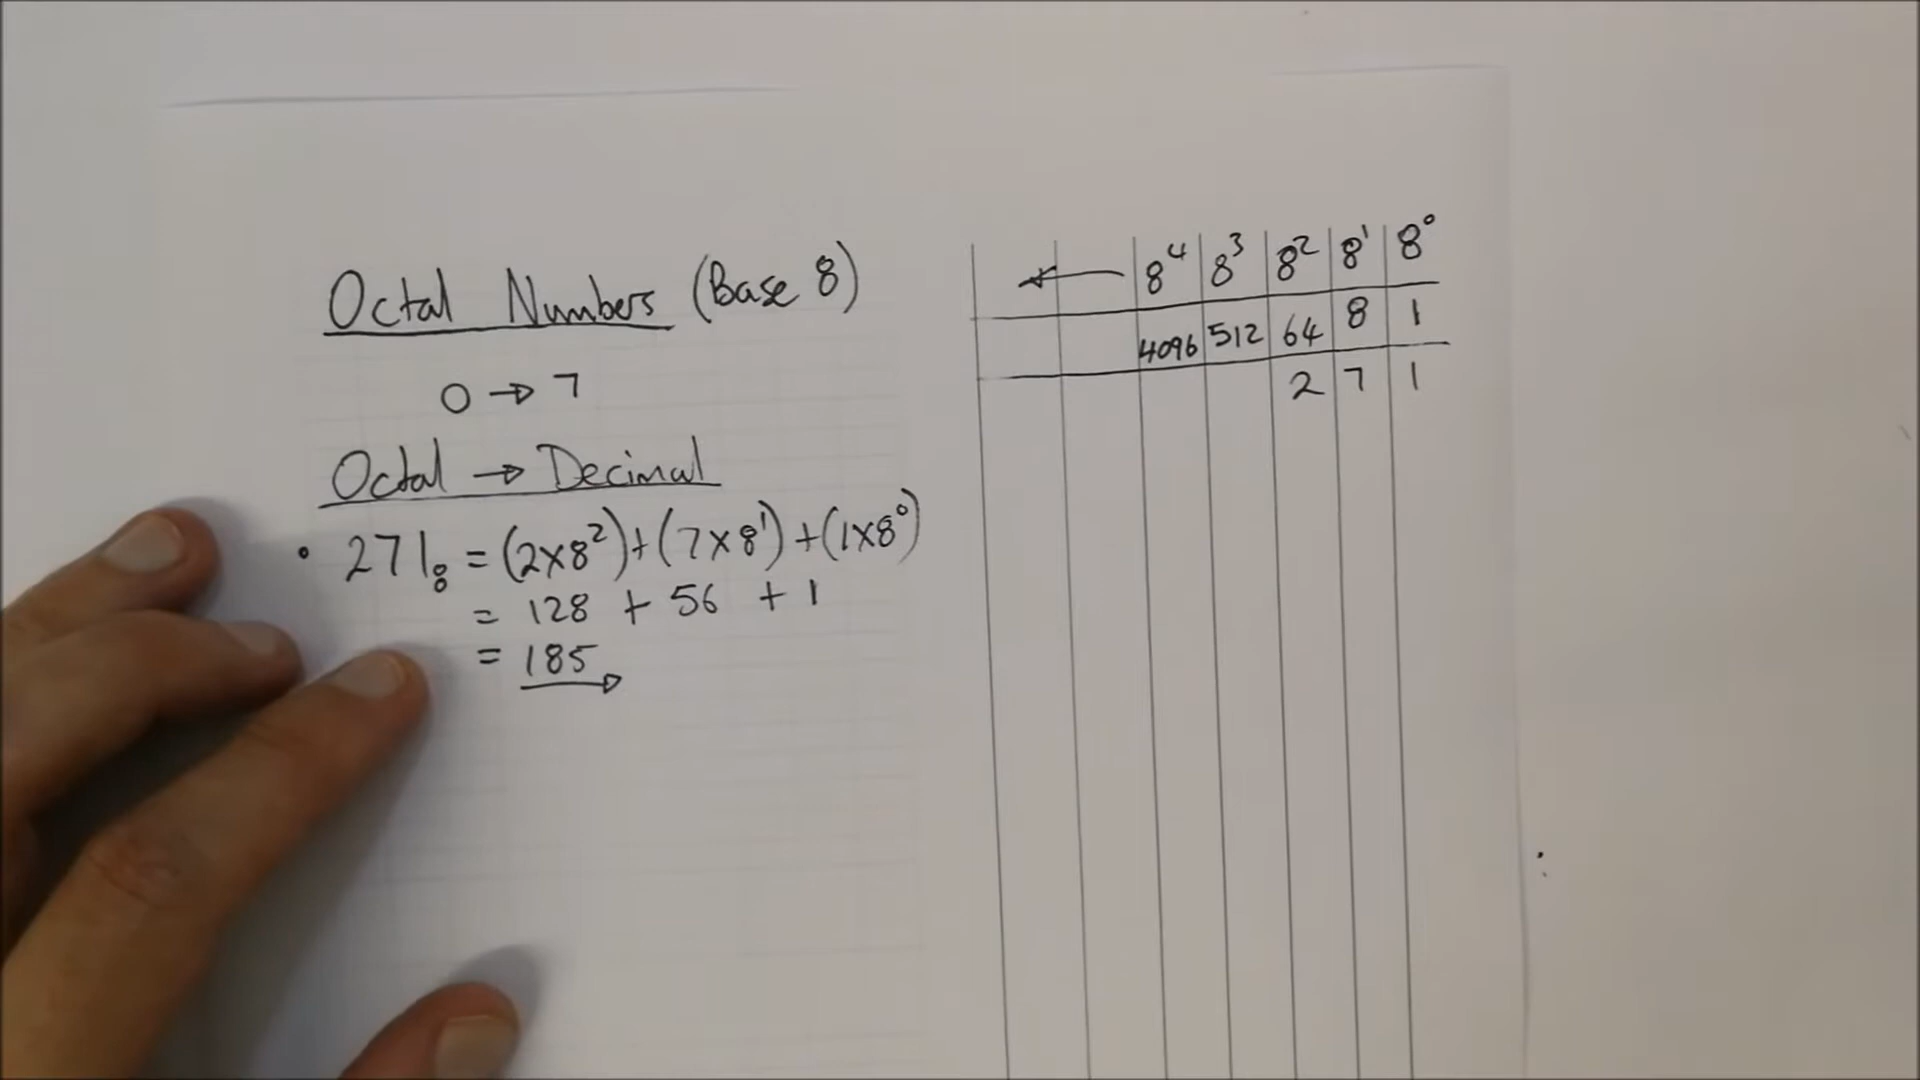 Octal Numbers (Base 8)
0 → 7
Octal → Decimal
• 271₈ = (2×8²)+(7×8¹)+(1×8⁰)
= 128 + 56 + 1
= 185
← 8⁴ 8³ 8² 8¹ 8⁰
4096 512 64 8 1
2 7 1